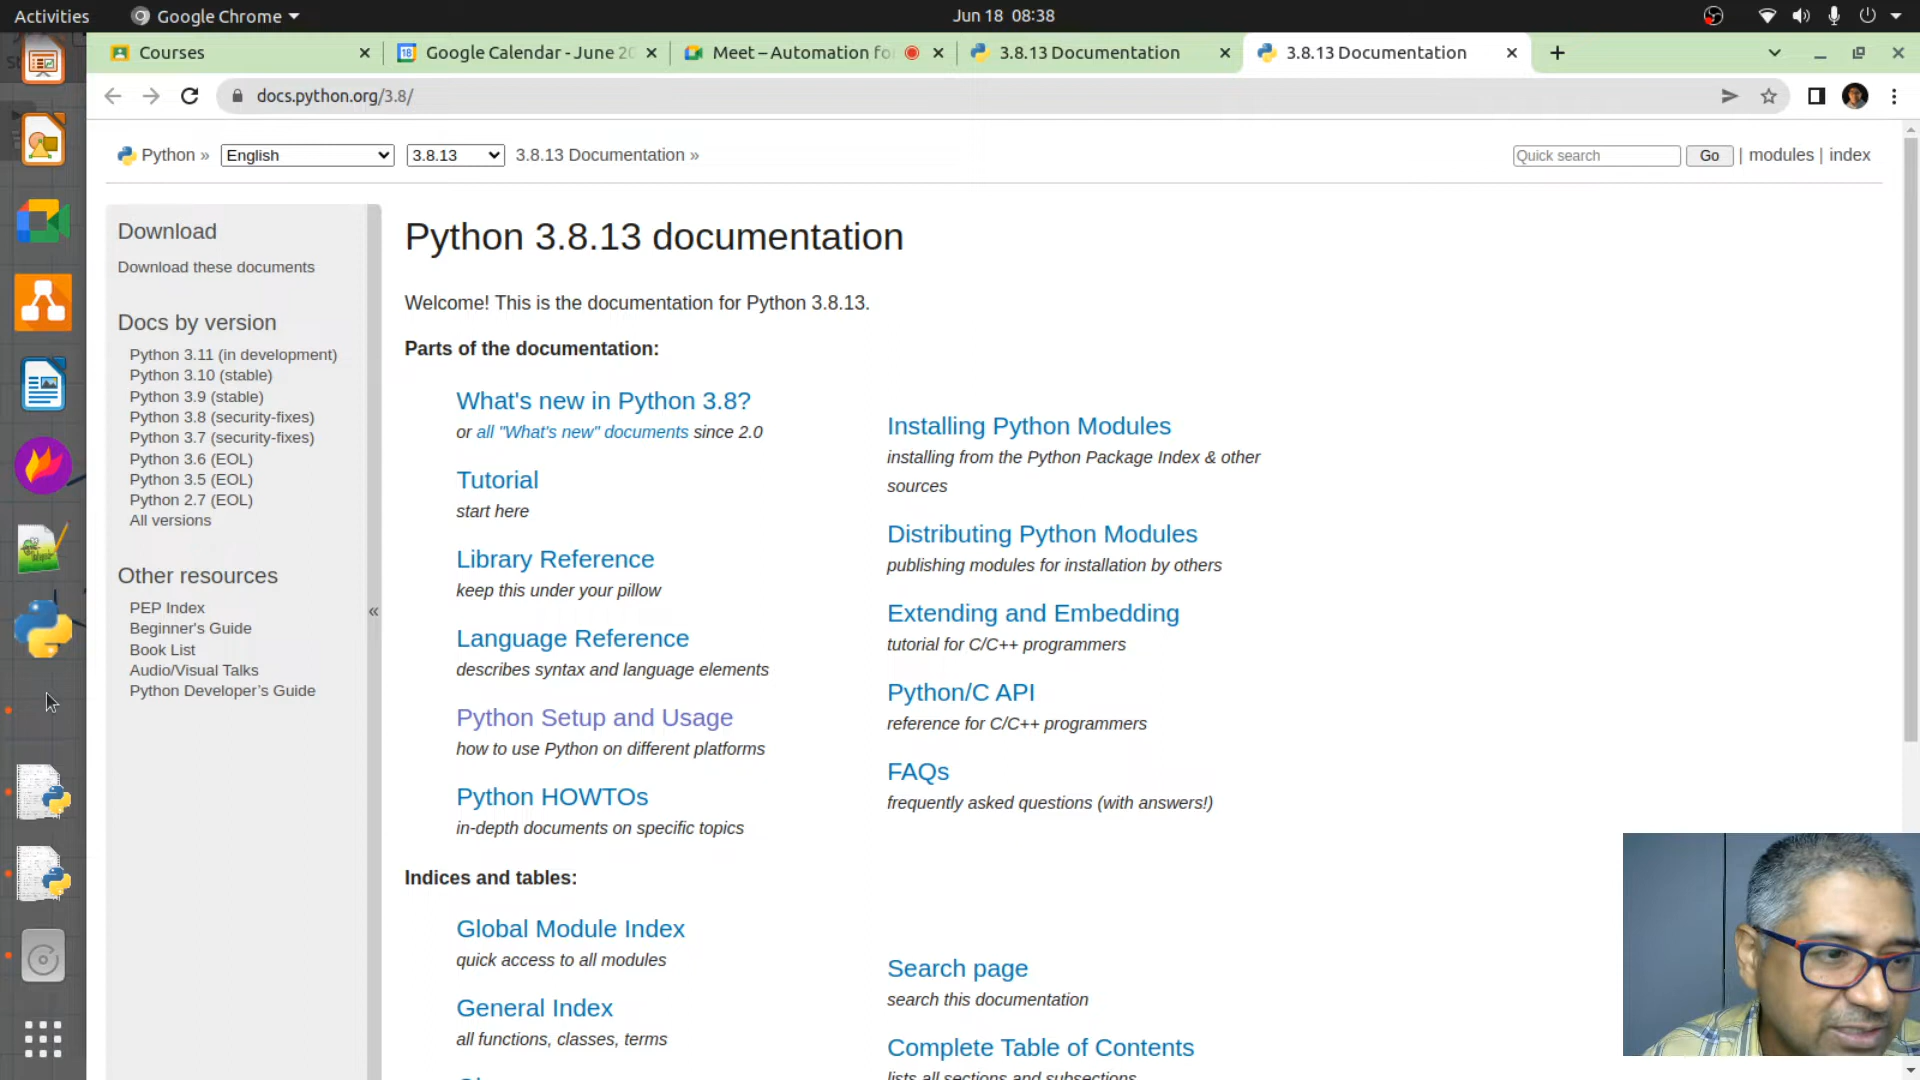 Activities
Google Chrome
Jun 18 08:38
Courses
Google Calendar - June 20
Meet – Automation fo
3.8.13 Documentation
3.8.13 Documentation
docs.python.org/3.8/
Python »
English
3.8.13
3.8.13 Documentation »
Quick search
Go
| modules | index
Download
Download these documents
Docs by version
Python 3.11 (in development)
Python 3.10 (stable)
Python 3.9 (stable)
Python 3.8 (security-fixes)
Python 3.7 (security-fixes)
Python 3.6 (EOL)
Python 3.5 (EOL)
Python 2.7 (EOL)
All versions
Other resources
PEP Index
Beginner's Guide
Book List
Audio/Visual Talks
Python Developer’s Guide
«
Python 3.8.13 documentation
Welcome! This is the documentation for Python 3.8.13.
Parts of the documentation:
What's new in Python 3.8?
or all "What's new" documents since 2.0
Tutorial
start here
Library Reference
keep this under your pillow
Language Reference
describes syntax and language elements
Python Setup and Usage
how to use Python on different platforms
Python HOWTOs
in-depth documents on specific topics
Installing Python Modules
installing from the Python Package Index & other
sources
Distributing Python Modules
publishing modules for installation by others
Extending and Embedding
tutorial for C/C++ programmers
Python/C API
reference for C/C++ programmers
FAQs
frequently asked questions (with answers!)
Indices and tables:
Global Module Index
quick access to all modules
General Index
all functions, classes, terms
Search page
search this documentation
Complete Table of Contents
lists all sections and subsections